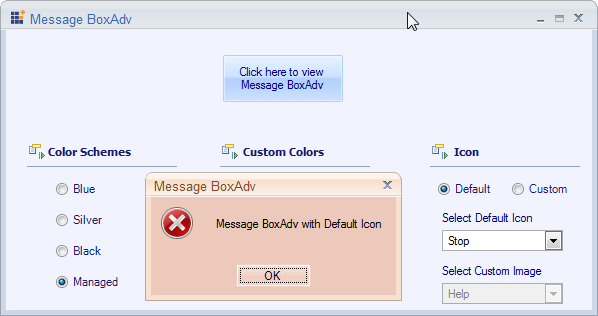 Message BoxAdv
Click here to view
Message BoxAdv
Color Schemes
Custom Colors
Icon
Blue
Silver
Black
Managed
Message BoxAdv
Message BoxAdv with Default Icon
OK
Default
Custom
Select Default Icon
Stop
Select Custom Image
Help